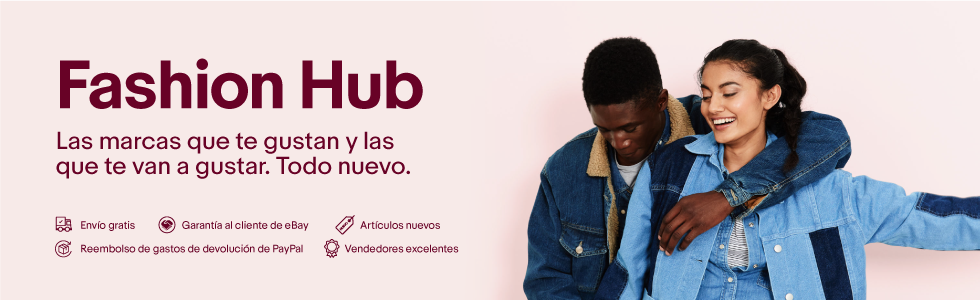 Fashion Hub
Las marcas que te gustan y las
que te van a gustar. Todo nuevo.
Envío gratis
Garantía al cliente de eBay
Artículos nuevos
Reembolso de gastos de devolución de PayPal
Vendedores excelentes